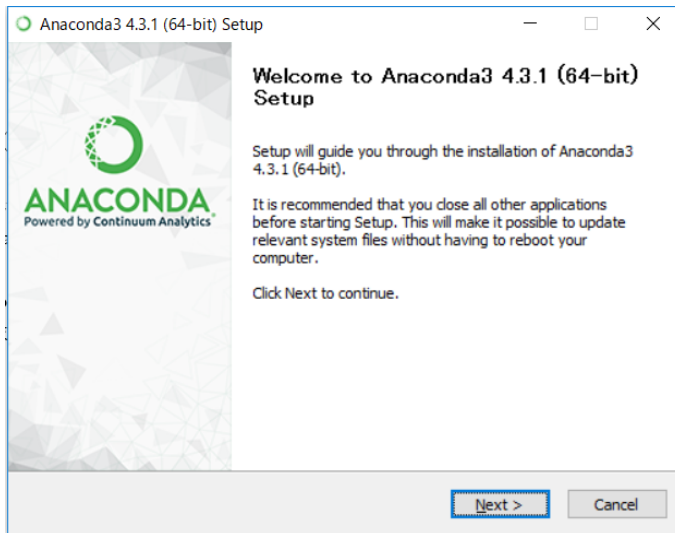 Anaconda3 4.3.1 (64-bit) Setup
ANACONDA
Powered by Continuum Analytics
Welcome to Anaconda3 4.3.1 (64-bit)
Setup
Setup will guide you through the installation of Anaconda3
4.3.1 (64-bit).
It is recommended that you close all other applications
before starting Setup. This will make it possible to update
relevant system files without having to reboot your
computer.
Click Next to continue.
Next >
Cancel